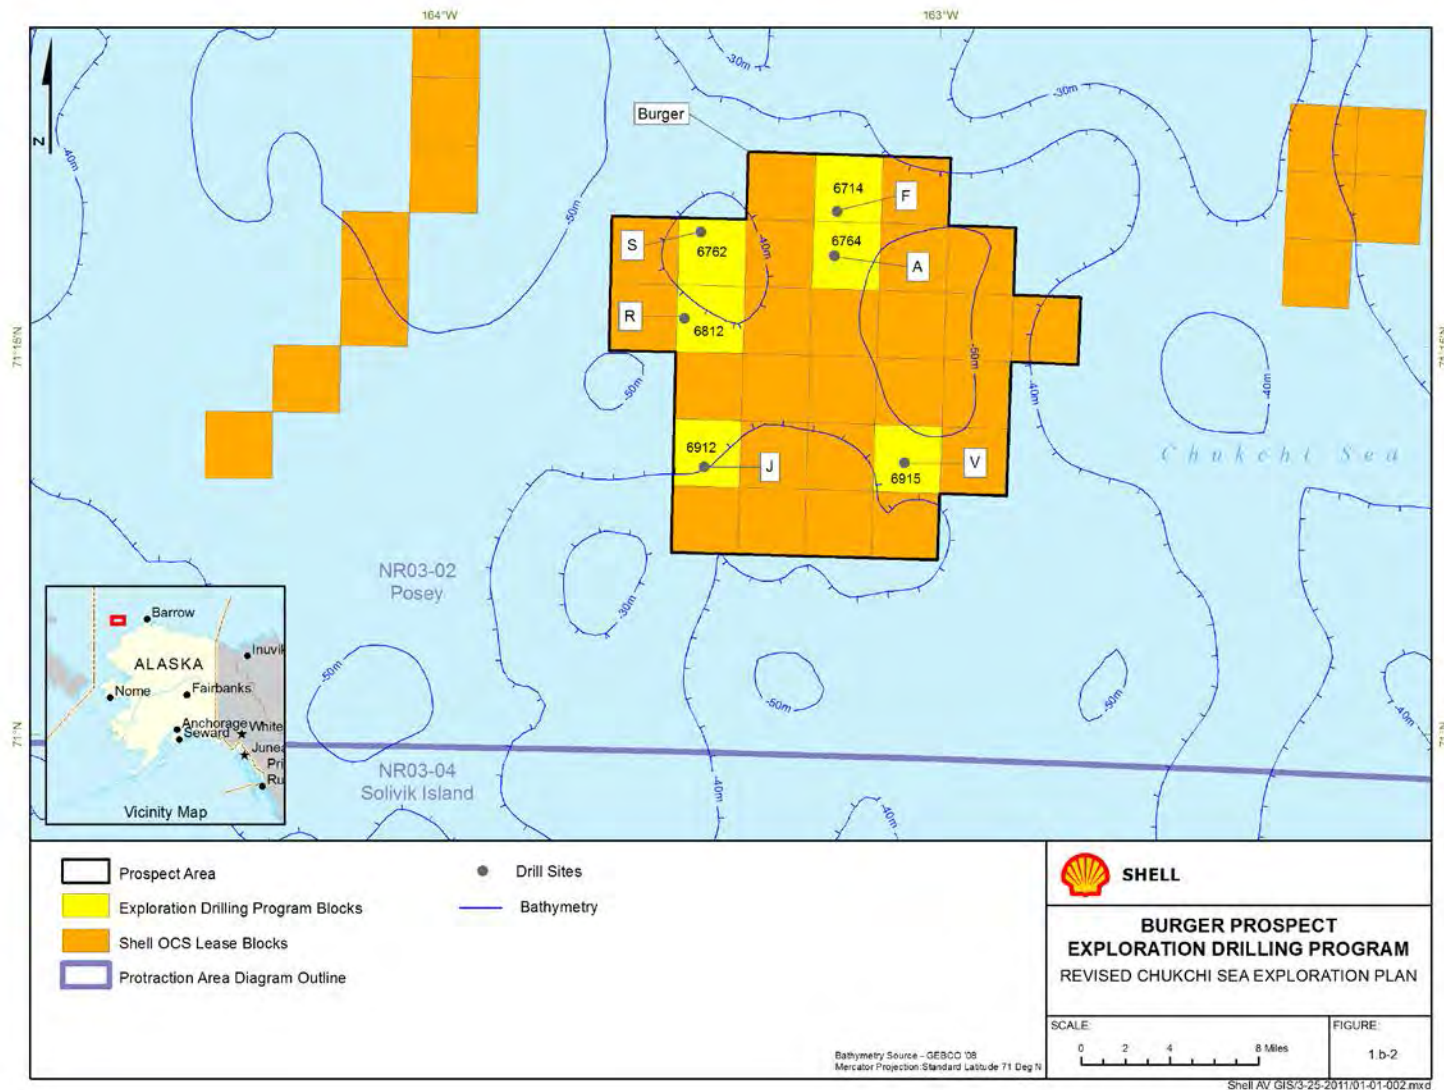 164°W
163°W
-30m
-30m
Burger
N
-40m
6714
F
-50m
S
6762
-40m
6764
A
R
6812
71°15'N
-50m
-50m
-40m
-40m
Chukchi Sea
6912
J
V
6915
NR03-02
Posey
-30m
Barrow
Inuvik
ALASKA
Nome
Fairbanks
Anchorage
White
Seward
Junea
Pri
Ru
Vicinity Map
-50m
-50m
-50m
-40m
71°N
71°N
NR03-04
Solivik Island
-40m
-40m
Prospect Area
Exploration Drilling Program Blocks
Shell OCS Lease Blocks
Protraction Area Diagram Outline
Drill Sites
Bathymetry
SHELL
BURGER PROSPECT
EXPLORATION DRILLING PROGRAM
REVISED CHUKCHI SEA EXPLORATION PLAN
SCALE:
0 2 4 8 Miles
FIGURE:
1.b-2
Bathymetry Source - GEBCO '08
Mercator Projection:Standard Latitude 71 Deg N
Shell AV GIS/3-25-2011/01-01-002.mxd